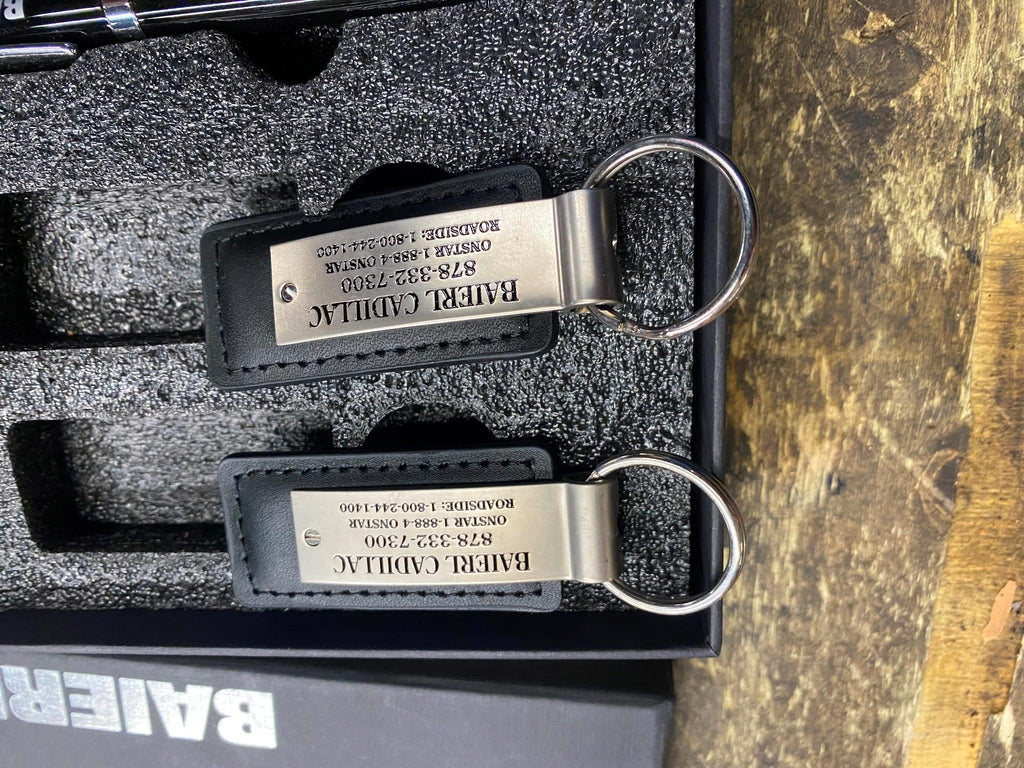 BAIERL CADILLAC
878-332-7300
ONSTAR 1-888-4 ONSTAR
ROADSIDE: 1-800-244-1400
BAIERL CADILLAC
878-332-7300
ONSTAR 1-888-4 ONSTAR
ROADSIDE: 1-800-244-1400
BAIER